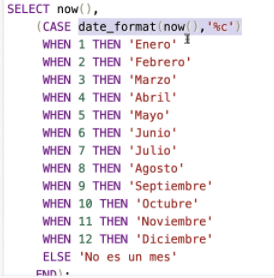 SELECT now(),
(CASE date_format(now(),'%c')
WHEN 1 THEN 'Enero'
WHEN 2 THEN 'Febrero'
WHEN 3 THEN 'Marzo'
WHEN 4 THEN 'Abril'
WHEN 5 THEN 'Mayo'
WHEN 6 THEN 'Junio'
WHEN 7 THEN 'Julio'
WHEN 8 THEN 'Agosto'
WHEN 9 THEN 'Septiembre'
WHEN 10 THEN 'Octubre'
WHEN 11 THEN 'Noviembre'
WHEN 12 THEN 'Diciembre'
ELSE 'No es un mes'
END);